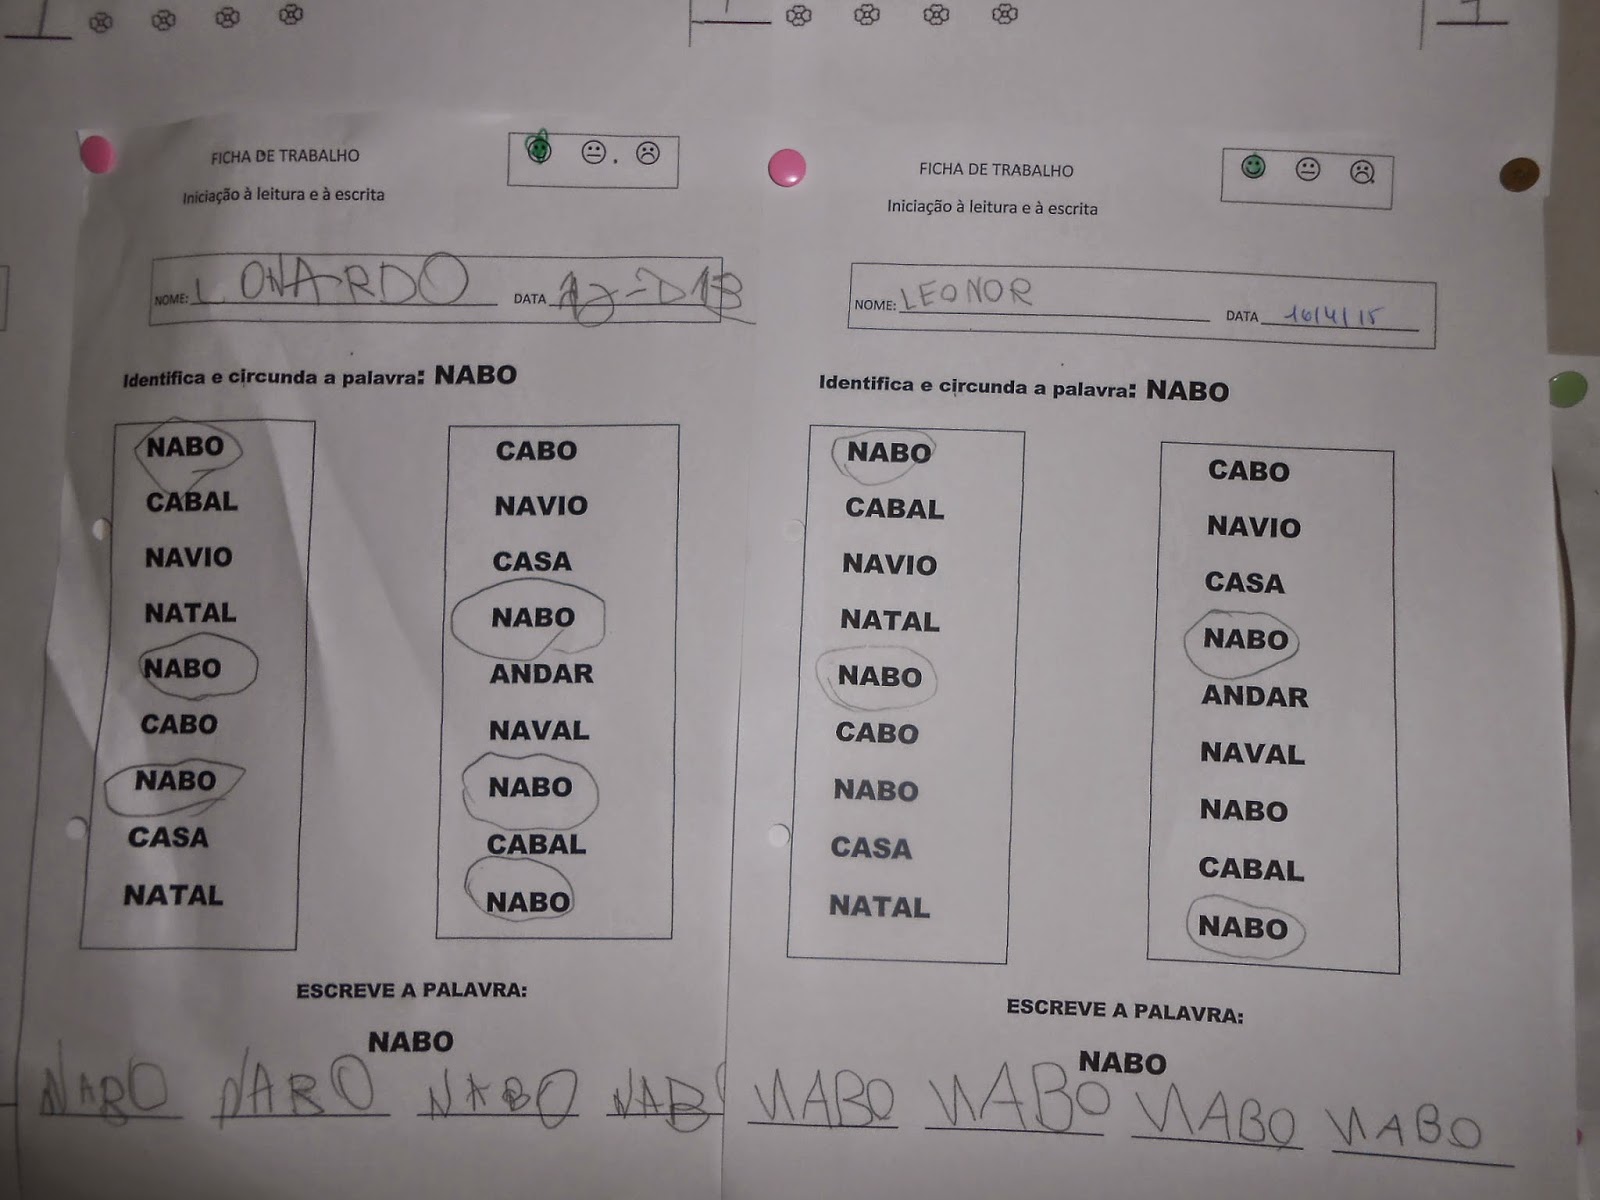 FICHA DE TRABALHO
Iniciação à leitura e à escrita
NOME: LONARDO DATA
Identifica e circunda a palavra: NABO
NABO
CABAL
NAVIO
NATAL
NABO
CABO
NABO
CASA
NATAL
CABO
NAVIO
CASA
NABO
ANDAR
NAVAL
NABO
CABAL
NABO
ESCREVE A PALAVRA:
NABO
NABO NABO NABO NAB
FICHA DE TRABALHO
Iniciação à leitura e à escrita
NOME: LEONOR DATA 16/4/15
Identifica e circunda a palavra: NABO
NABO
CABAL
NAVIO
NATAL
NABO
CABO
NABO
CASA
NATAL
CABO
NAVIO
CASA
NABO
ANDAR
NAVAL
NABO
CABAL
NABO
ESCREVE A PALAVRA:
NABO
NABO NABO NABO NABO